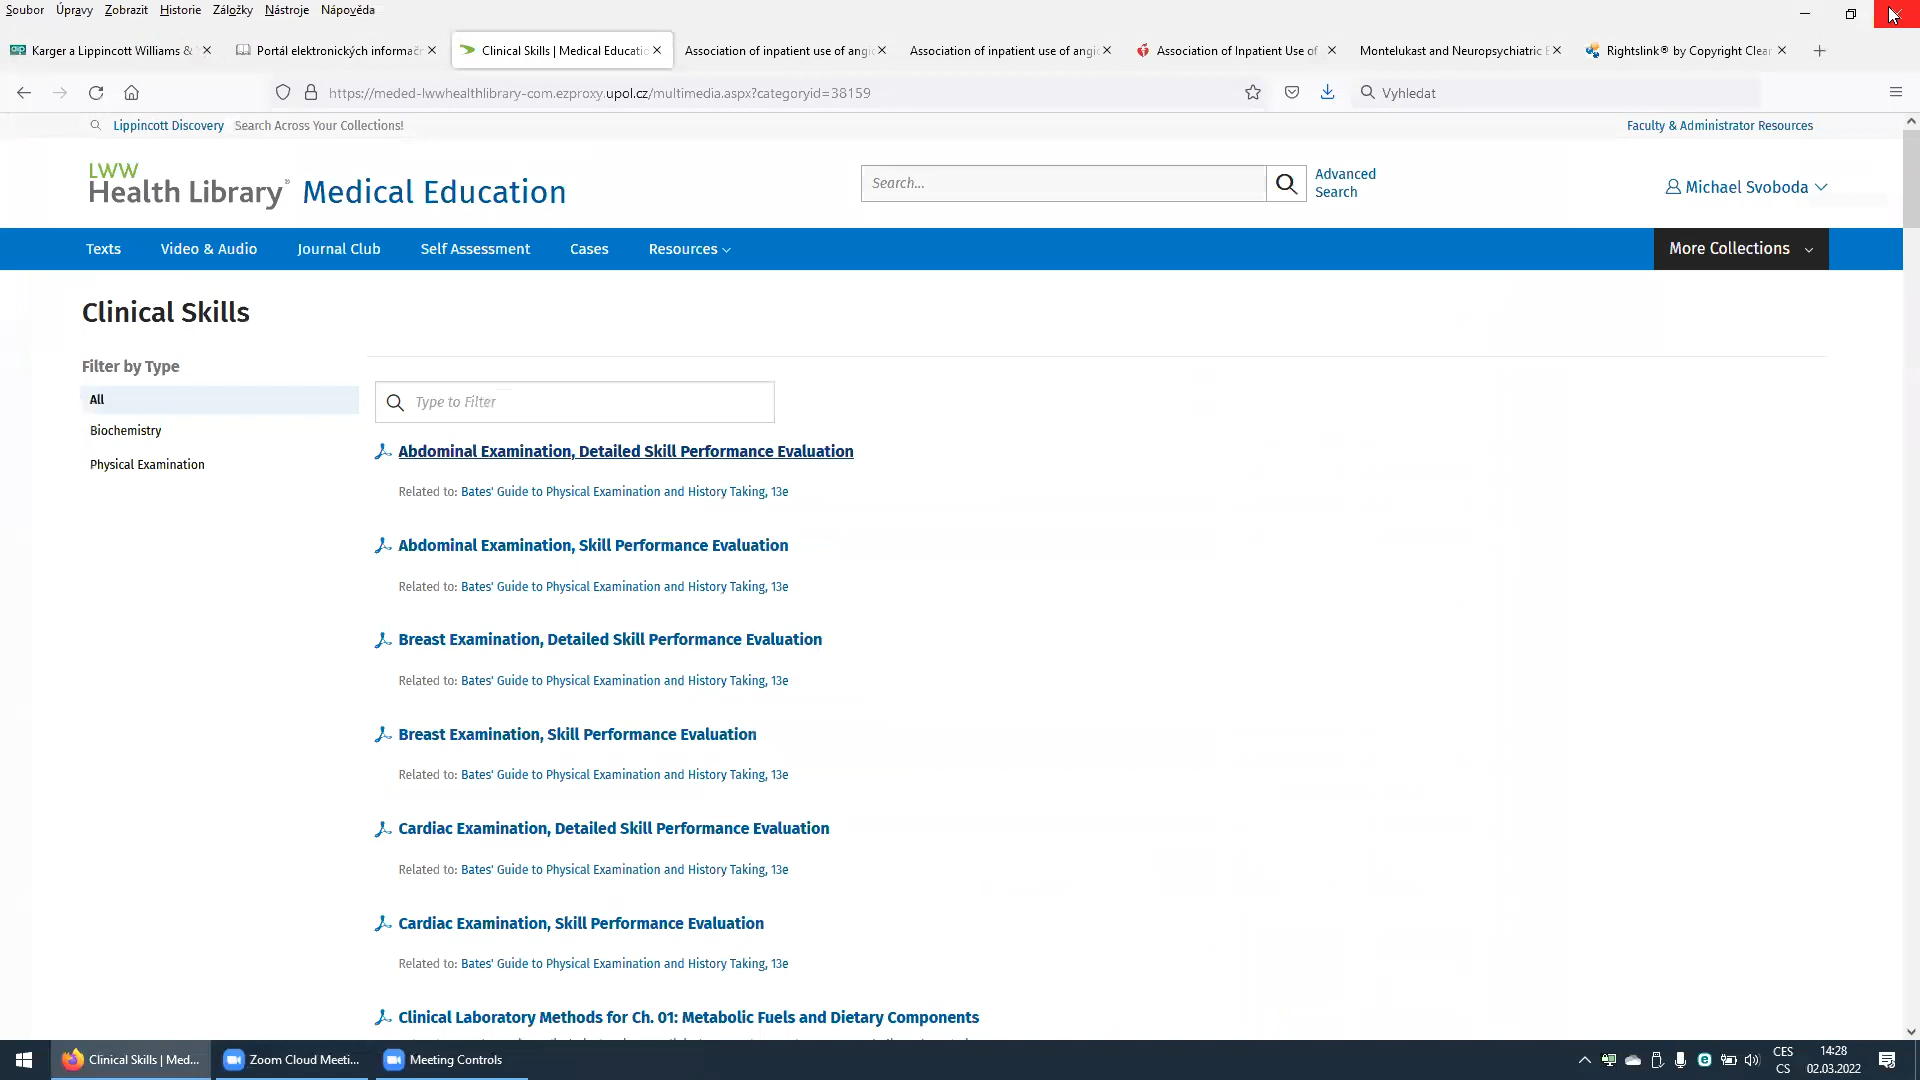 Soubor Úpravy Zobrazit Historie Záložky Nástroje Nápověda
Karger a Lippincott Williams & Portál elektronických informač Clinical Skills | Medical Educatio Association of inpatient use of angi Association of inpatient use of angi Association of Inpatient Use of Montelukast and Neuropsychiatric E Rightslink® by Copyright Clear
https://meded-lwwhealthlibrary-com.ezproxy.upol.cz/multimedia.aspx?categoryid=38159 Vyhledat
Lippincott Discovery Search Across Your Collections! Faculty & Administrator Resources
LWW
Health Library® Medical Education
Search...
Advanced
Search
Michael Svoboda
Texts Video & Audio Journal Club Self Assessment Cases Resources More Collections
Clinical Skills
Filter by Type
All
Biochemistry
Physical Examination
Type to Filter
Abdominal Examination, Detailed Skill Performance Evaluation
Related to: Bates' Guide to Physical Examination and History Taking, 13e
Abdominal Examination, Skill Performance Evaluation
Related to: Bates' Guide to Physical Examination and History Taking, 13e
Breast Examination, Detailed Skill Performance Evaluation
Related to: Bates' Guide to Physical Examination and History Taking, 13e
Breast Examination, Skill Performance Evaluation
Related to: Bates' Guide to Physical Examination and History Taking, 13e
Cardiac Examination, Detailed Skill Performance Evaluation
Related to: Bates' Guide to Physical Examination and History Taking, 13e
Cardiac Examination, Skill Performance Evaluation
Related to: Bates' Guide to Physical Examination and History Taking, 13e
Clinical Laboratory Methods for Ch. 01: Metabolic Fuels and Dietary Components
Clinical Skills | Med... Zoom Cloud Meeti... Meeting Controls
CES
CS
14:28
02.03.2022